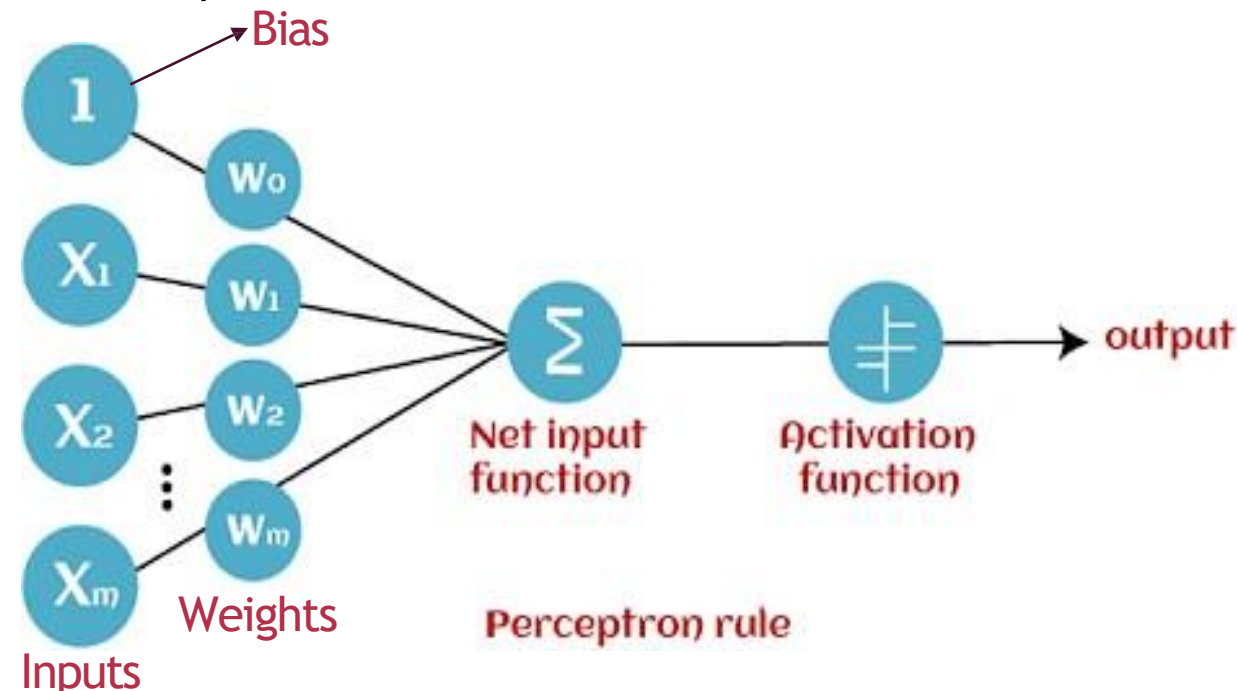 Bias
1
W0
X1
W1
X2
W2
Xm
Wm
Σ
output
Net input
function
Activation
function
Weights
Perceptron rule
Inputs